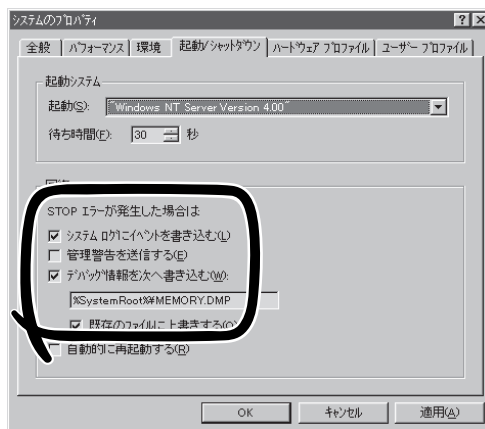 システムのプロパティ
全般 パフォーマンス 環境 起動/シャットダウン ハードウェア プロファイル ユーザー プロファイル
起動システム
起動(S): "Windows NT Server Version 4.00"
待ち時間(F): 30 秒
STOP エラーが発生した場合は
システム ログにイベントを書き込む(L)
管理警告を送信する(E)
デバッグ情報を次へ書き込む(W):
%SystemRoot%¥MEMORY.DMP
既存のファイルに上書きする(O)
自動的に再起動する(R)
OK キャンセル 適用(A)